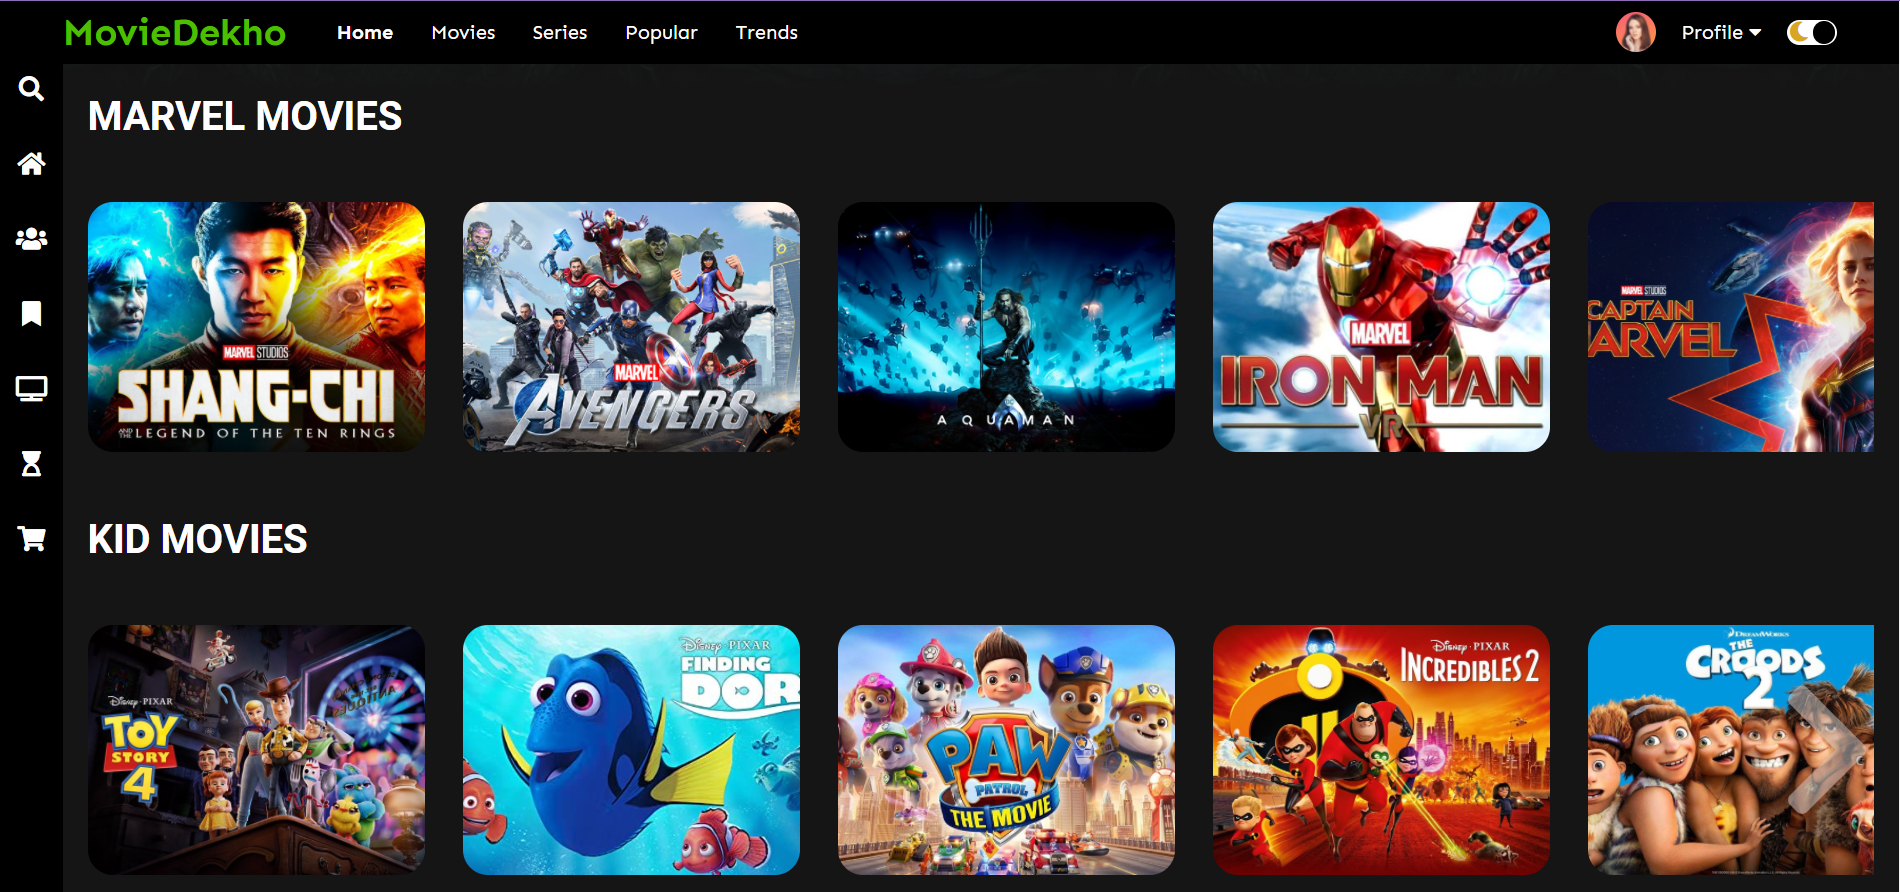 MovieDekho Home Movies Series Popular Trends Profile
MARVEL MOVIES
MARVEL STUDIOS
SHANG-CHI
AND THE LEGEND OF THE TEN RINGS
MARVEL
AVENGERS
AQUAMAN
MARVEL
IRON MAN
VR
MARVEL STUDIOS
CAPTAIN
MARVEL
KID MOVIES
Disney · PIXAR
TOY
STORY
4
Disney · PIXAR
FINDING
DOR
PAW
PATROL
THE MOVIE
Disney · PIXAR
INCREDIBLES 2
DREAMWORKS
THE
CROODS
2